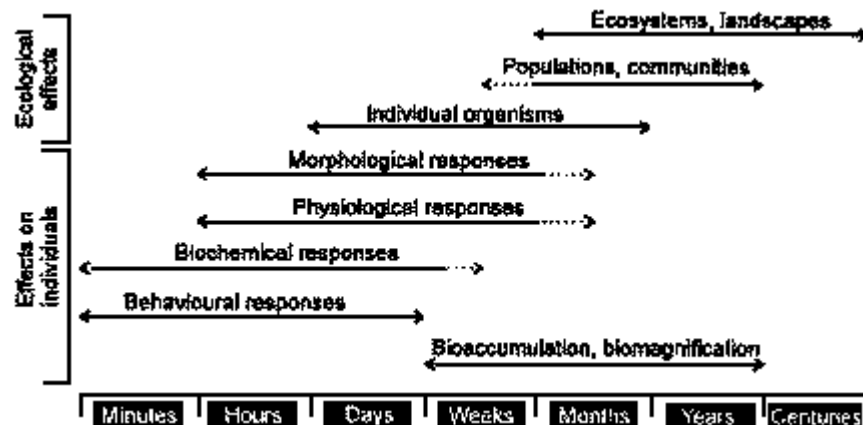 Ecological
effects
Ecosystems, landscapes
Populations, communities
Individual organisms
Effects on
individuals
Morphological responses
Physiological responses
Biochemical responses
Behavioural responses
Bioaccumulation, biomagnification
Minutes
Hours
Days
Weeks
Months
Years
Centuries